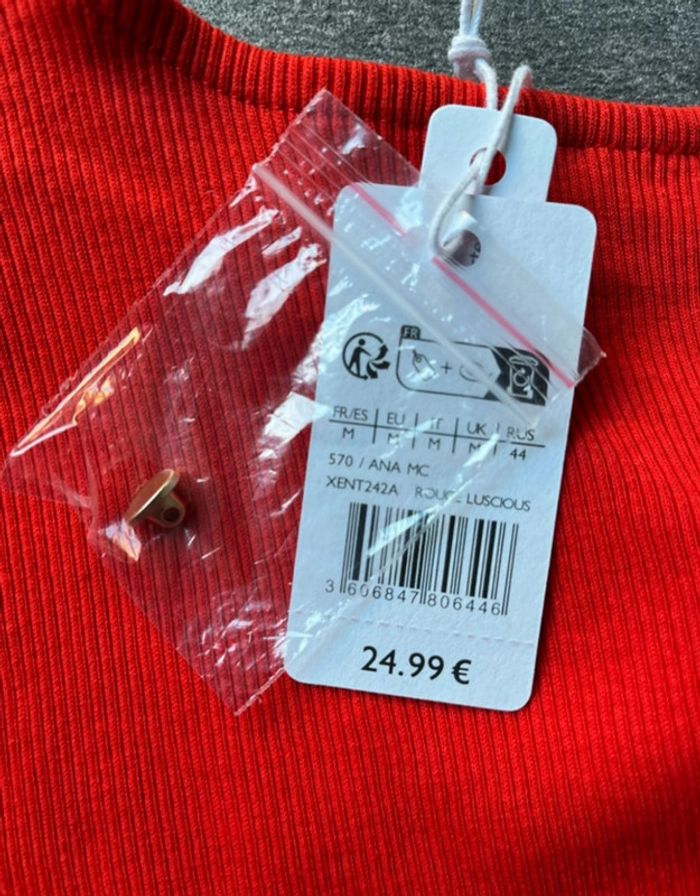 FR
FR/ES EU IT UK RUS
M M M M 44
570 / ANA MC
XENT242A ROUGE LUSCIOUS
3 606847 806446
24.99 €